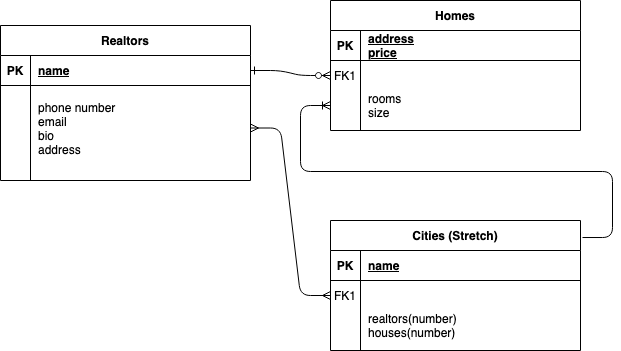 Realtors
PK name
phone number
email
bio
address
Homes
PK address
price
FK1
rooms
size
Cities (Stretch)
PK name
FK1
realtors(number)
houses(number)